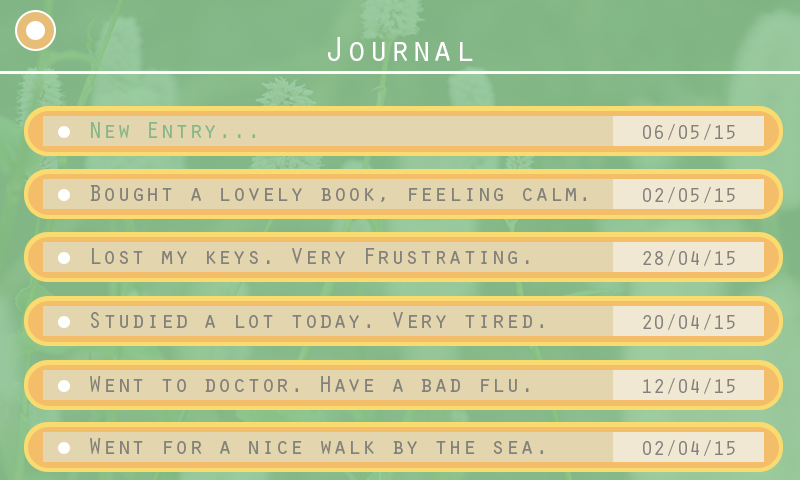 Journal
New Entry... 06/05/15
Bought a lovely book, feeling calm. 02/05/15
Lost my keys. Very Frustrating. 28/04/15
Studied a lot today. Very tired. 20/04/15
Went to doctor. Have a bad flu. 12/04/15
Went for a nice walk by the sea. 02/04/15